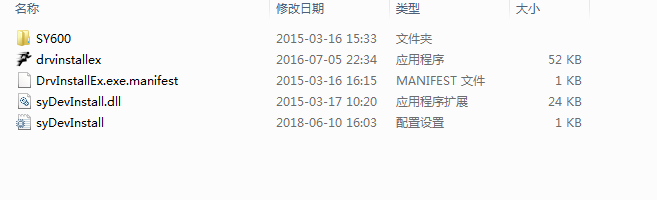 名称 修改日期 类型 大小
SY600 2015-03-16 15:33 文件夹
drvinstallex 2016-07-05 22:34 应用程序 52 KB
DrvInstallEx.exe.manifest 2015-03-16 16:15 MANIFEST 文件 1 KB
syDevInstall.dll 2015-03-17 10:20 应用程序扩展 24 KB
syDevInstall 2018-06-10 16:03 配置设置 1 KB